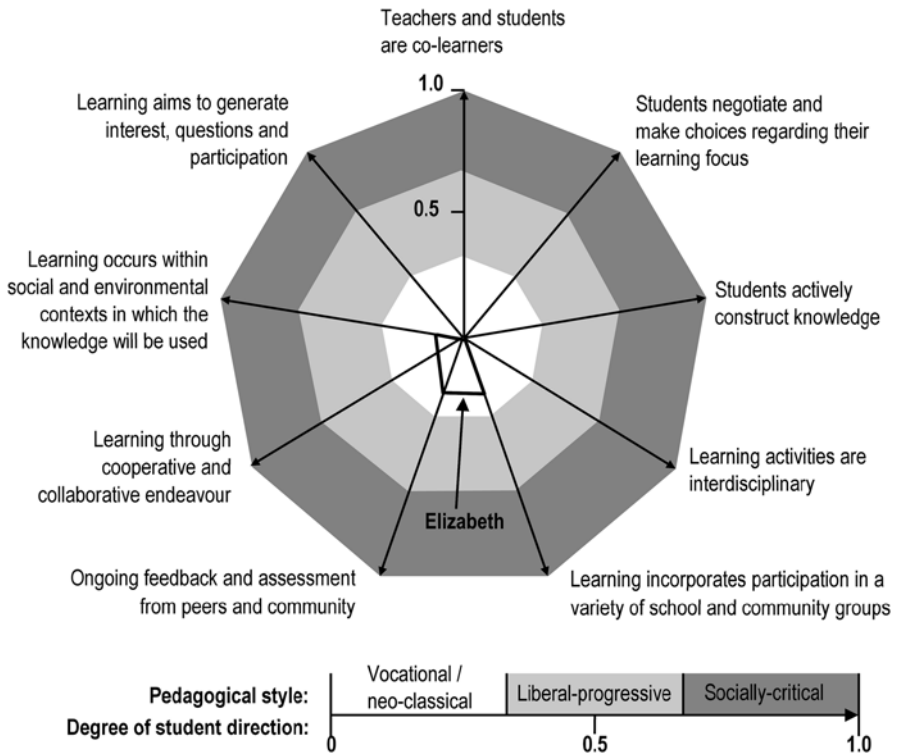 Teachers and students
are co-learners
1.0
Learning aims to generate
interest, questions and
participation
Students negotiate and
make choices regarding their
learning focus
0.5
Learning occurs within
social and environmental
contexts in which the
knowledge will be used
Students actively
construct knowledge
Learning through
cooperative and
collaborative endeavour
Learning activities are
interdisciplinary
Elizabeth
Ongoing feedback and assessment
from peers and community
Learning incorporates participation in a
variety of school and community groups
Pedagogical style:
Vocational /
neo-classical
Liberal-progressive
Socially-critical
Degree of student direction:
0
0.5
1.0